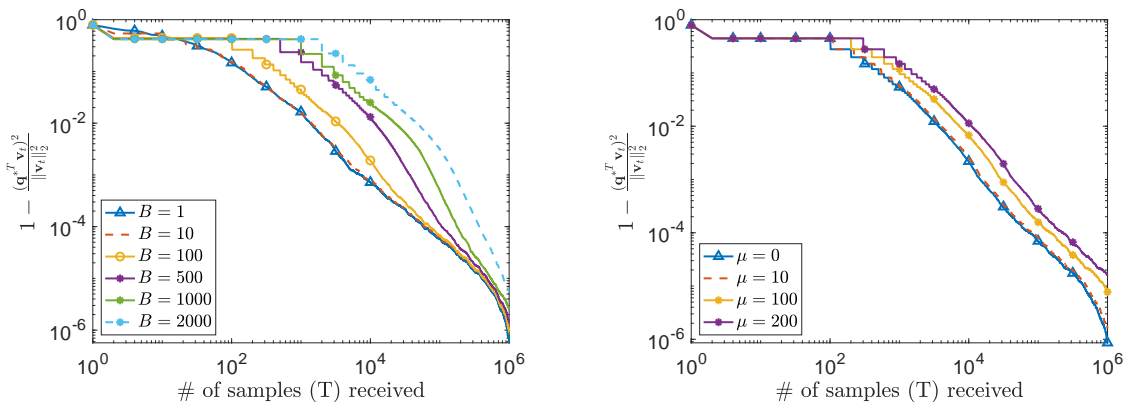 10^0
10^-2
10^-4
10^-6
1 − (q*^T v_t)^2 / ‖v_t‖_2^2
B = 1
B = 10
B = 100
B = 500
B = 1000
B = 2000
10^0 10^2 10^4 10^6
# of samples (T) received
10^0
10^-2
10^-4
10^-6
1 − (q*^T v_t)^2 / ‖v_t‖_2^2
μ = 0
μ = 10
μ = 100
μ = 200
10^0 10^2 10^4 10^6
# of samples (T) received